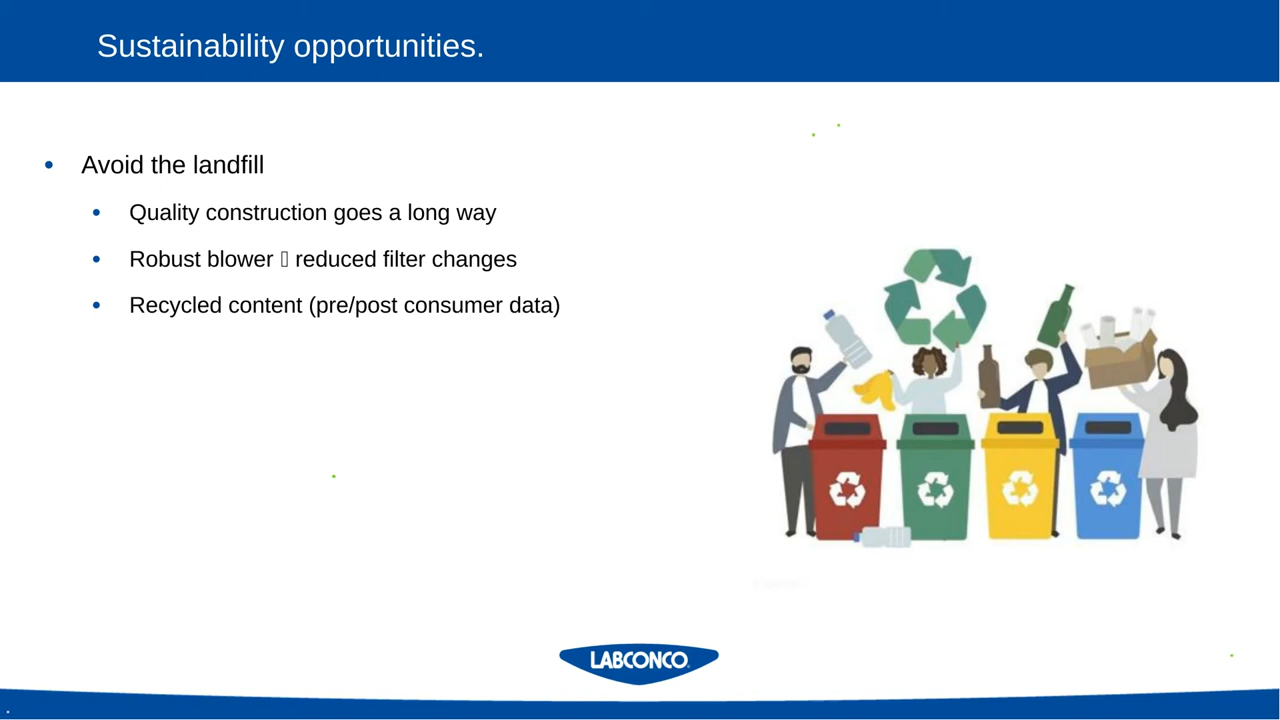 Sustainability opportunities.
• Avoid the landfill
• Quality construction goes a long way
• Robust blower  reduced filter changes
• Recycled content (pre/post consumer data)
LABCONCO